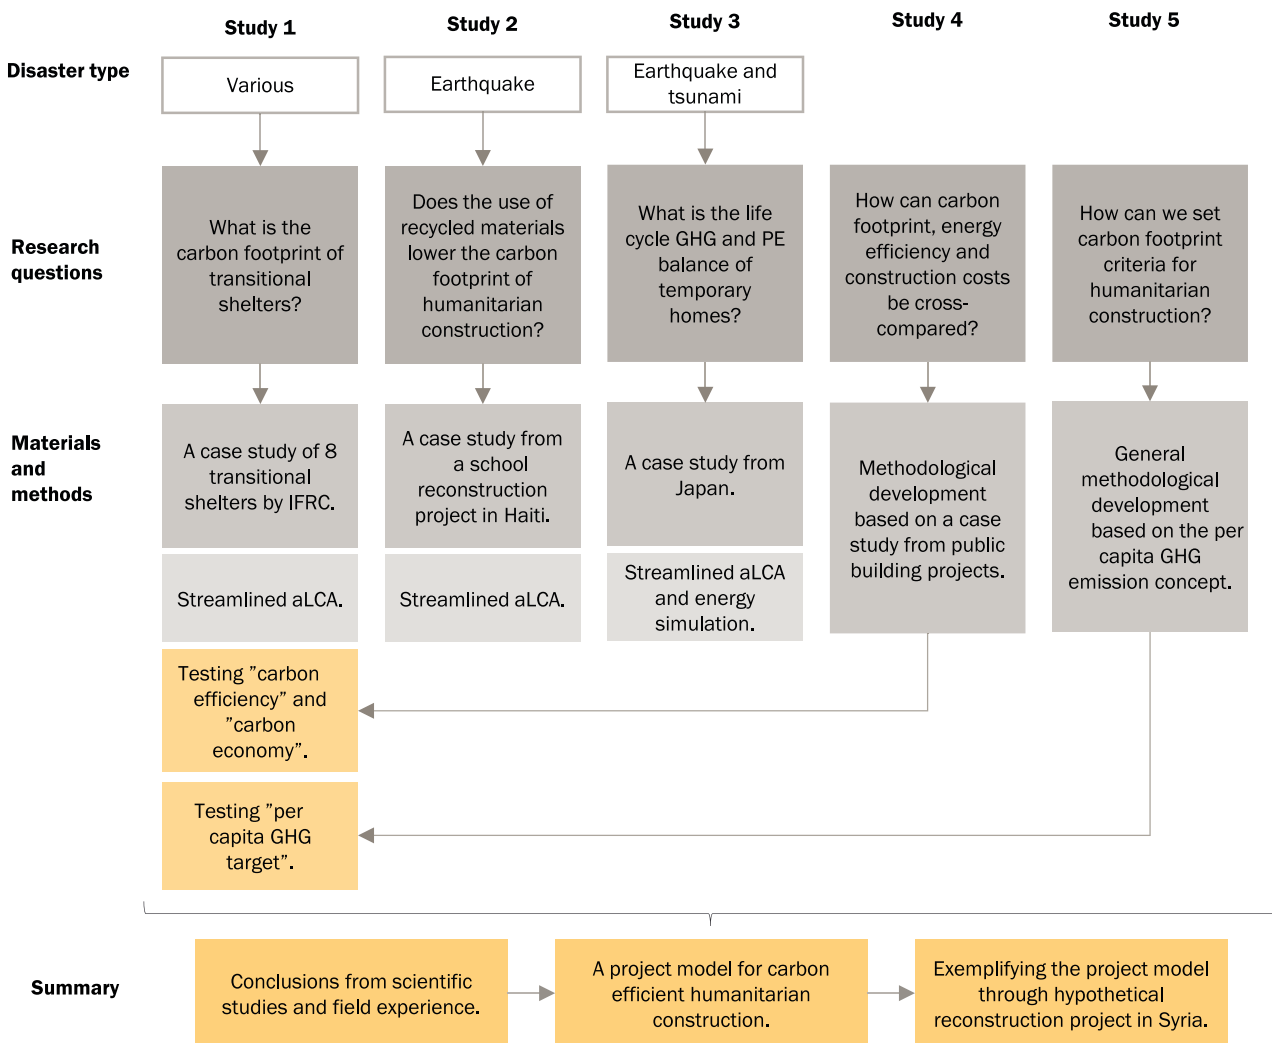 Study 1
Study 2
Study 3
Study 4
Study 5
Disaster type
Various
Earthquake
Earthquake and
tsunami
Research
questions
What is the
carbon footprint of
transitional
shelters?
Does the use of
recycled materials
lower the carbon
footprint of
humanitarian
construction?
What is the life
cycle GHG and PE
balance of
temporary
homes?
How can carbon
footprint, energy
efficiency and
construction costs
be cross-
compared?
How can we set
carbon footprint
criteria for
humanitarian
construction?
Materials
and
methods
A case study of 8
transitional
shelters by IFRC.
A case study from
a school
reconstruction
project in Haiti.
A case study from
Japan.
Methodological
development
based on a case
study from public
building projects.
General
methodological
development
based on the per
capita GHG
emission concept.
Streamlined aLCA.
Streamlined aLCA.
Streamlined aLCA
and energy
simulation.
Testing ”carbon
efficiency” and
”carbon
economy”.
Testing ”per
capita GHG
target”.
Summary
Conclusions from scientific
studies and field experience.
A project model for carbon
efficient humanitarian
construction.
Exemplifying the project model
through hypothetical
reconstruction project in Syria.